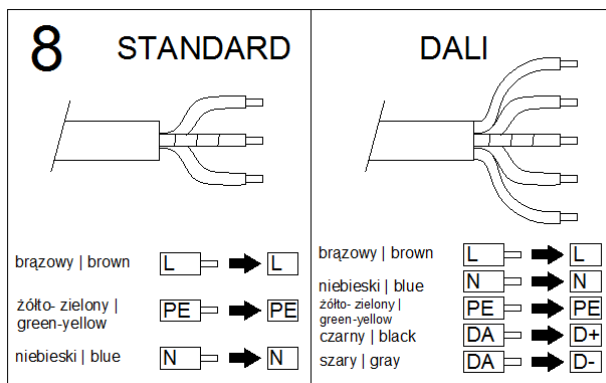 8 STANDARD
brązowy | brown L L
żółto- zielony |
green-yellow PE PE
niebieski | blue N N
DALI
brązowy | brown L L
niebieski | blue N N
żółto- zielony |
green-yellow PE PE
czarny | black DA D+
szary | gray DA D-